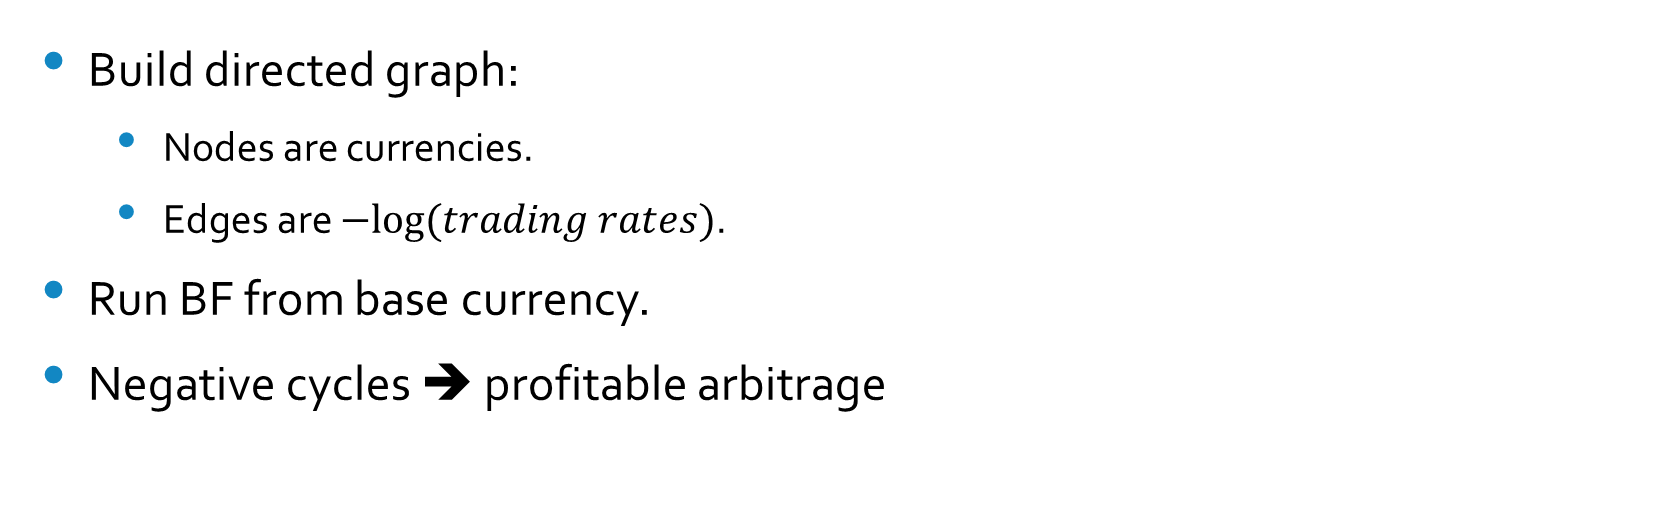 • Build directed graph:
• Nodes are currencies.
• Edges are −log(trading rates).
• Run BF from base currency.
• Negative cycles ➔ profitable arbitrage